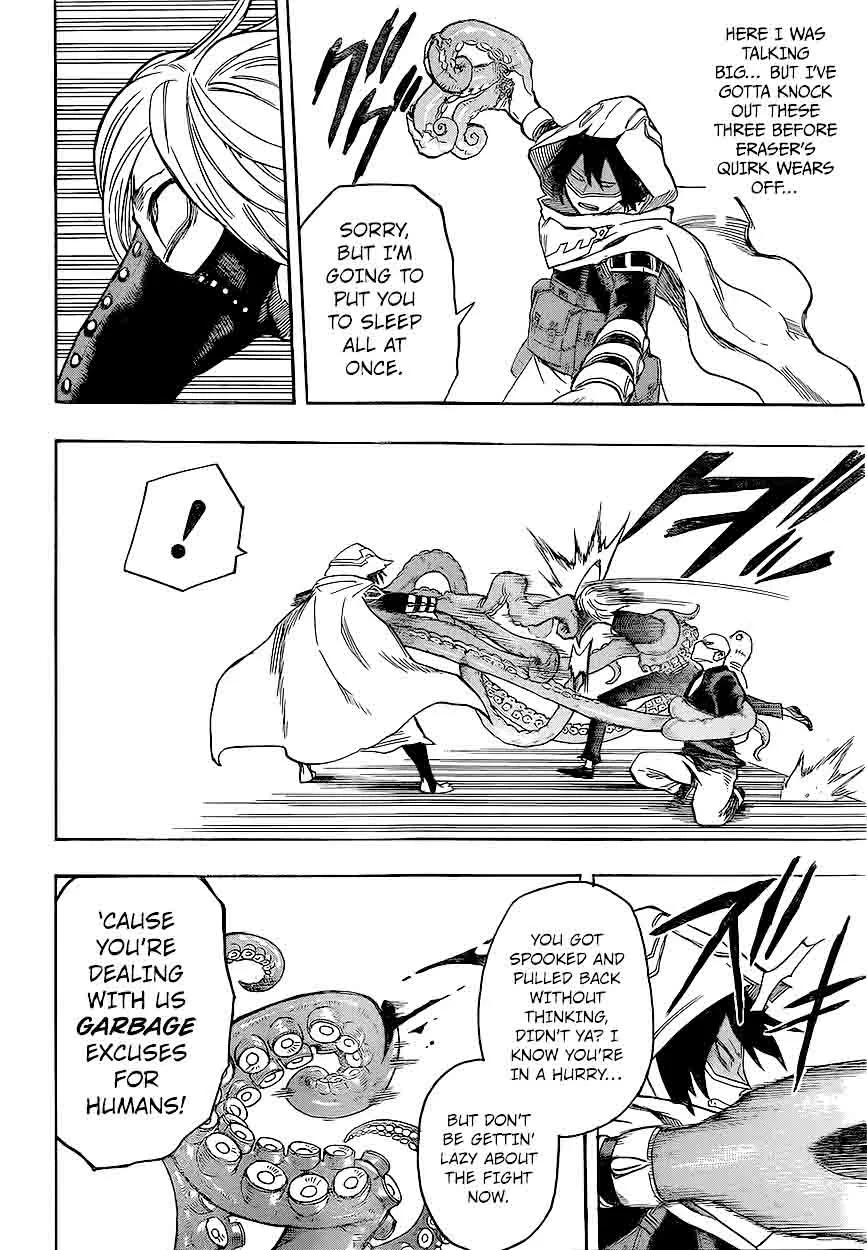 HERE I WAS
TALKING
BIG... BUT I'VE
GOTTA KNOCK
OUT THESE
THREE BEFORE
ERASER'S
QUIRK WEARS
OFF...
SORRY,
BUT I'M
GOING TO
PUT YOU
TO SLEEP
ALL AT
ONCE.
!
YOU GOT
SPOOKED AND
PULLED BACK
WITHOUT
THINKING,
DIDN'T YA? I
KNOW YOU'RE
IN A HURRY...
BUT DON'T
BE GETTIN'
LAZY ABOUT
THE FIGHT
NOW.
'CAUSE
YOU'RE
DEALING
WITH US
GARBAGE
EXCUSES
FOR
HUMANS!